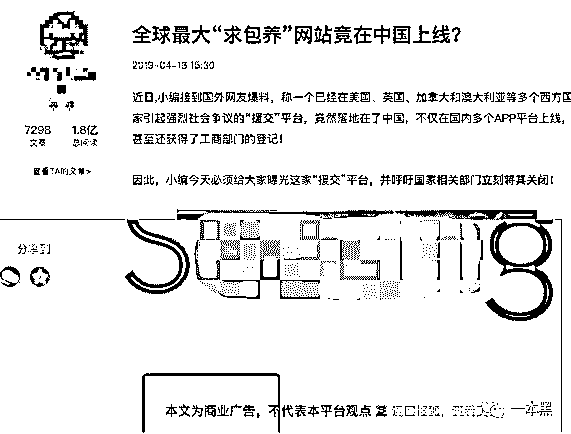 全球最大“求包养”网站竟在中国上线？
2019-04-18 15:30
7298
1.8亿
文章
总阅读
查看TA的文章>
近日，小编接到国外网友爆料，称一个已经在美国、英国、加拿大和澳大利亚等多个西方国
家引起强烈社会争议的“援交”平台，竟然落地在了中国，不仅在国内多个APP平台上线，
甚至还获得了工商部门的登记！
因此，小编今天必须给大家曝光这家“援交”平台，并呼吁国家相关部门立刻将其关闭！
分享到
S
g
本文为商业广告，不代表本平台观点
一本黑